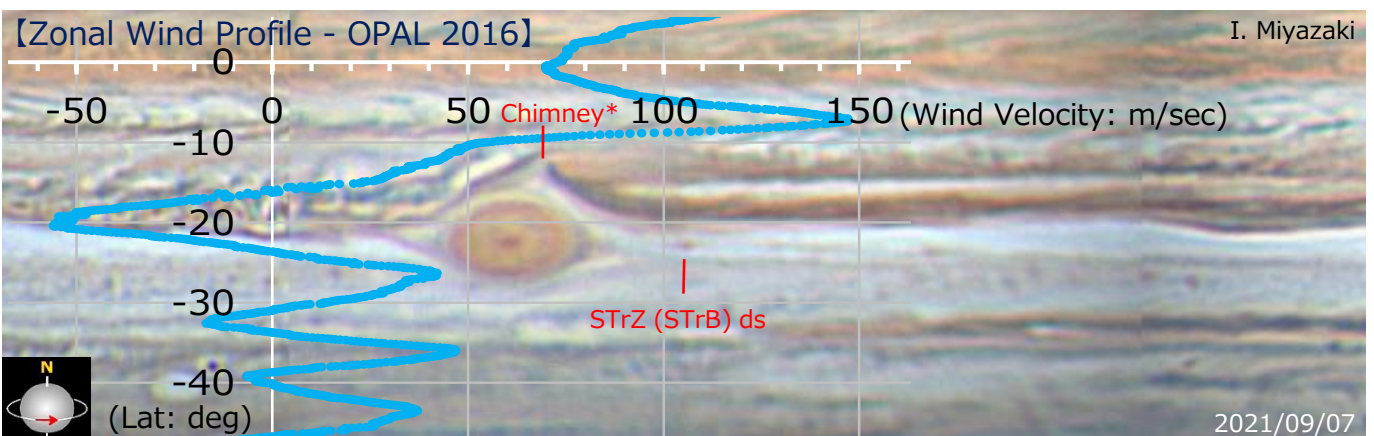 【Zonal Wind Profile - OPAL 2016】
I. Miyazaki
0
-50 0 50 Chimney* 100 150 (Wind Velocity: m/sec)
-10
-20
-30
STrZ (STrB) ds
N
-40
(Lat: deg)
2021/09/07